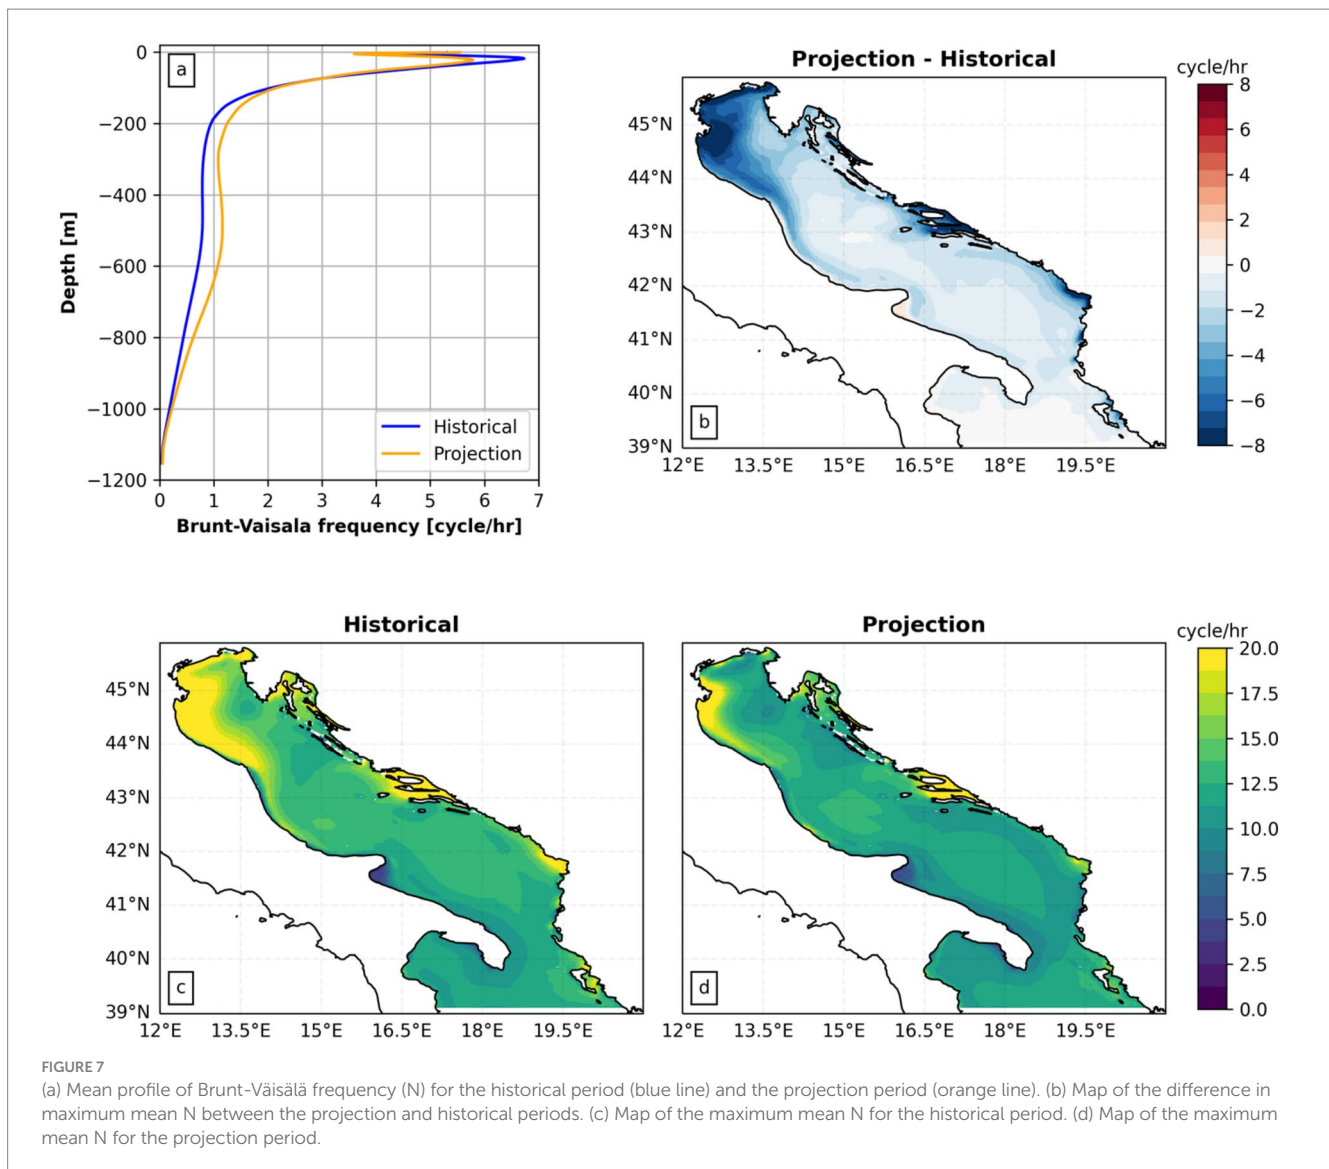 a
0
−200
−400
−600
−800
−1000
−1200
Depth [m]
Historical
Projection
0 1 2 3 4 5 6 7
Brunt-Vaisala frequency [cycle/hr]
Projection - Historical
cycle/hr
45°N
44°N
43°N
42°N
41°N
40°N
39°N
b
12°E 13.5°E 15°E 16.5°E 18°E 19.5°E
8
6
4
2
0
−2
−4
−6
−8
Historical
45°N
44°N
43°N
42°N
41°N
40°N
39°N
c
12°E 13.5°E 15°E 16.5°E 18°E 19.5°E
Projection
cycle/hr
45°N
44°N
43°N
42°N
41°N
40°N
39°N
d
12°E 13.5°E 15°E 16.5°E 18°E 19.5°E
20.0
17.5
15.0
12.5
10.0
7.5
5.0
2.5
0.0
FIGURE 7
(a) Mean profile of Brunt-Väisälä frequency (N) for the historical period (blue line) and the projection period (orange line). (b) Map of the difference in
maximum mean N between the projection and historical periods. (c) Map of the maximum mean N for the historical period. (d) Map of the maximum
mean N for the projection period.